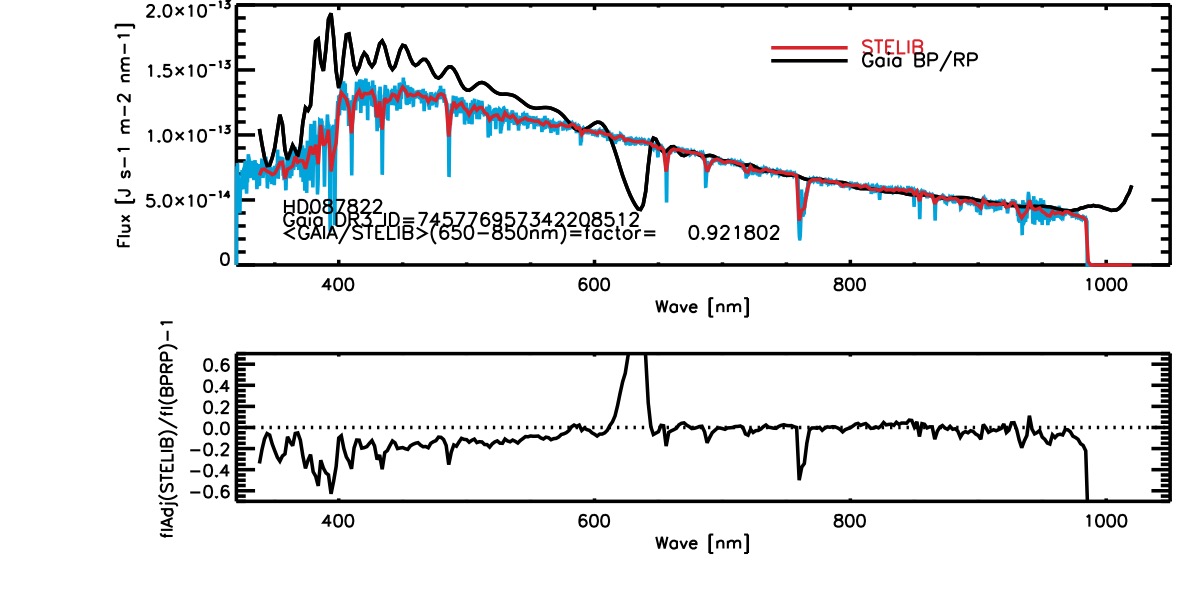 2.0×10−13
1.5×10−13
1.0×10−13
5.0×10−14
0
Flux [J s−1 m−2 nm−1]
STELIB
Gaia BP/RP
HD087822
Gaia DR3 ID=745776957342208512
<GAIA/STELIB>(650−850nm)=factor= 0.921802
400 600 800 1000
Wave [nm]
0.6
0.4
0.2
0.0
−0.2
−0.4
−0.6
flAdj(STELIB)/fl(BPRP)−1
400 600 800 1000
Wave [nm]